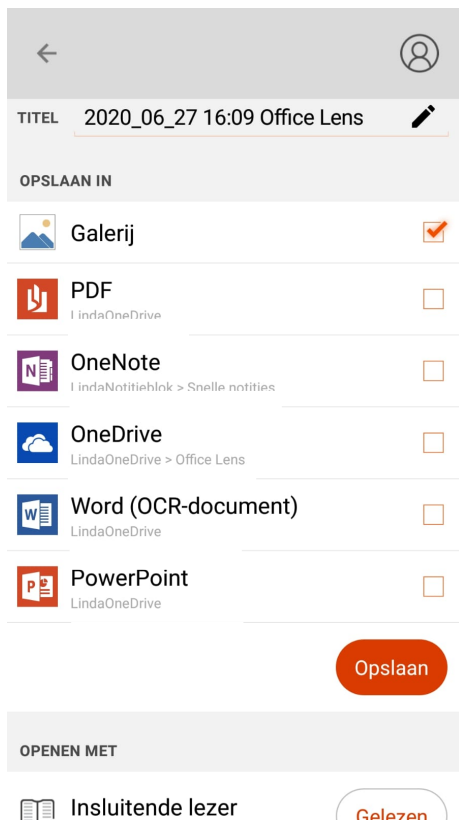 TITEL 2020_06_27 16:09 Office Lens
OPSLAAN IN
Galerij
PDF
LindaOneDrive
OneNote
LindaNotitieblok > Snelle notities
OneDrive
LindaOneDrive > Office Lens
Word (OCR-document)
LindaOneDrive
PowerPoint
LindaOneDrive
Opslaan
OPENEN MET
Insluitende lezer
Gelezen